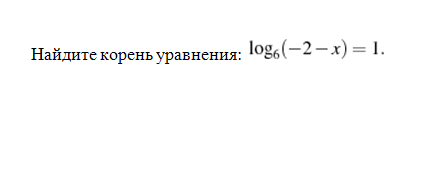 Найдите корень уравнения: log₆(−2−x) = 1.